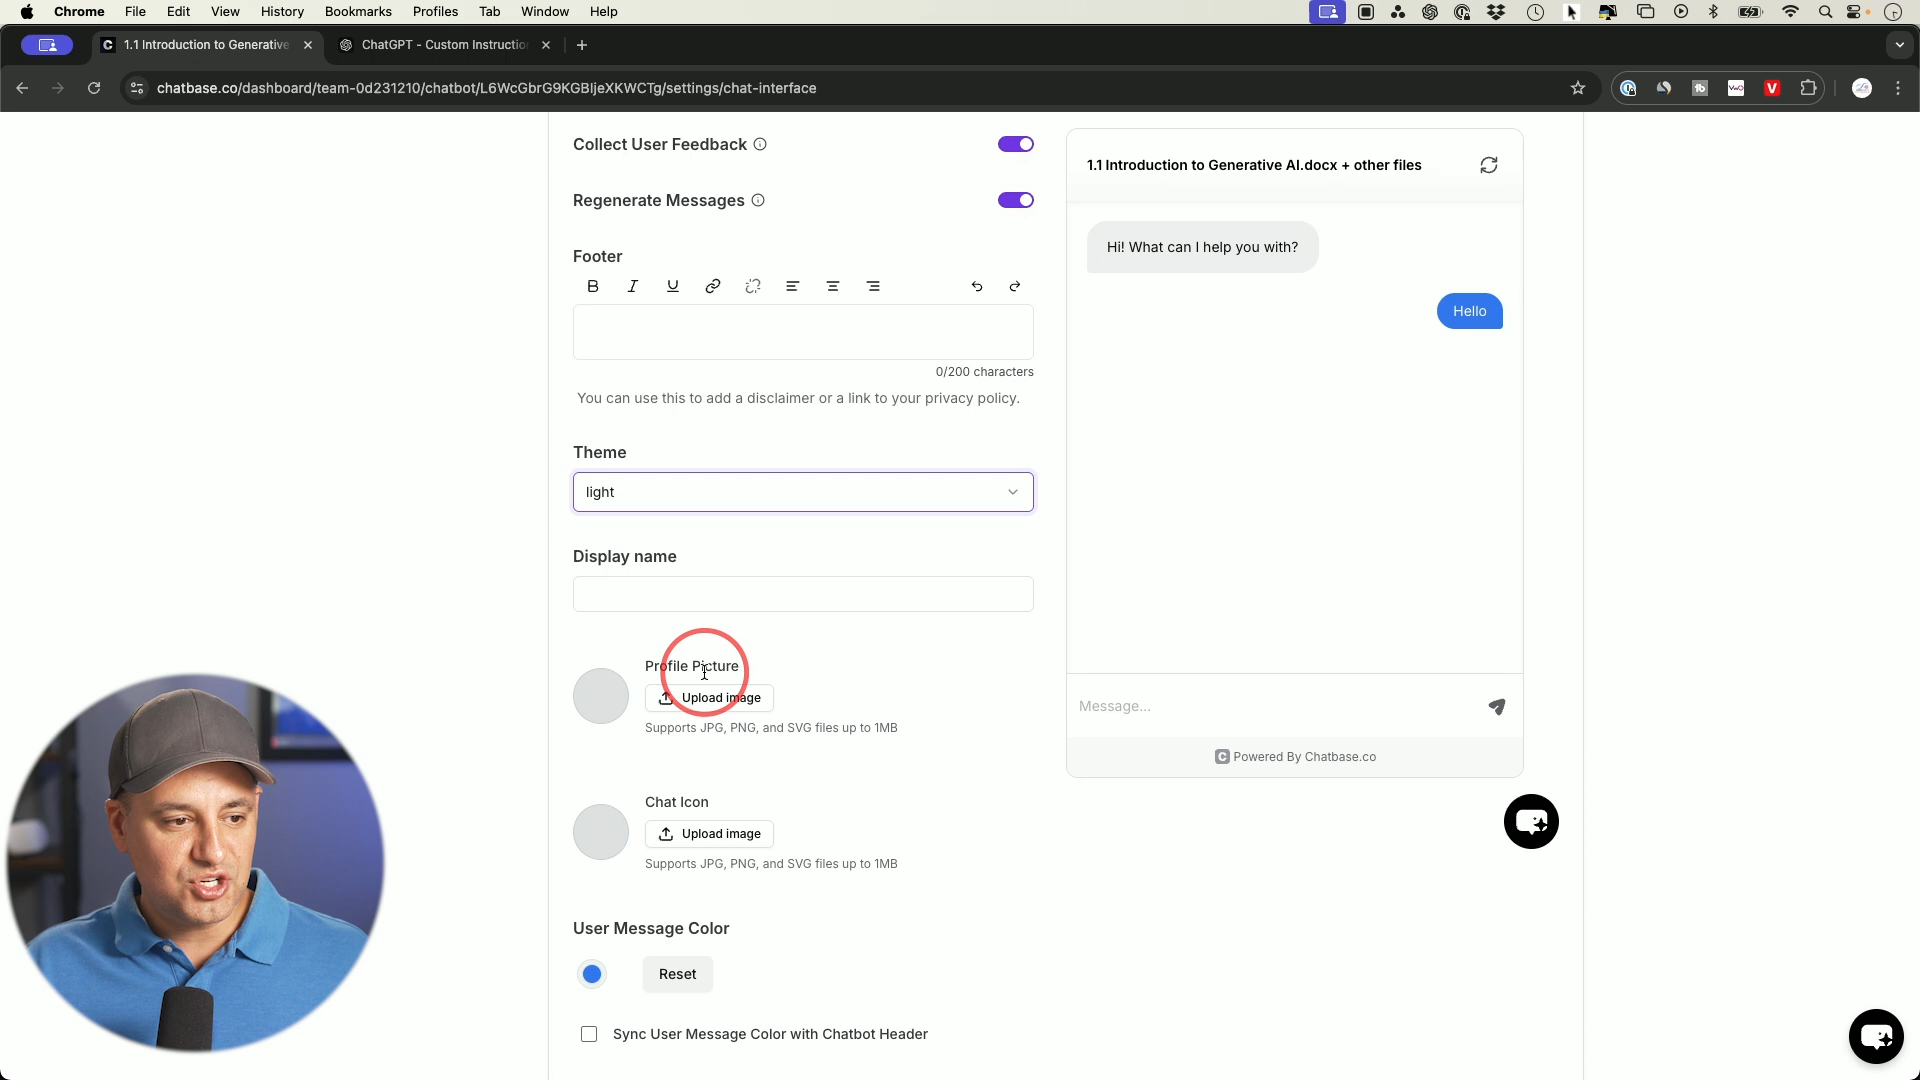 Chrome File Edit View History Bookmarks Profiles Tab Window Help
1.1 Introduction to Generative
ChatGPT - Custom Instructio
chatbase.co/dashboard/team-0d231210/chatbot/L6WcGbrG9KGBIjeXKWCTg/settings/chat-interface
Collect User Feedback
Regenerate Messages
Footer
B I U
0/200 characters
You can use this to add a disclaimer or a link to your privacy policy.
Theme
light
Display name
Profile Picture
Upload image
Supports JPG, PNG, and SVG files up to 1MB
Chat Icon
Upload image
Supports JPG, PNG, and SVG files up to 1MB
User Message Color
Reset
Sync User Message Color with Chatbot Header
1.1 Introduction to Generative AI.docx + other files
Hi! What can I help you with?
Hello
Message...
Powered By Chatbase.co